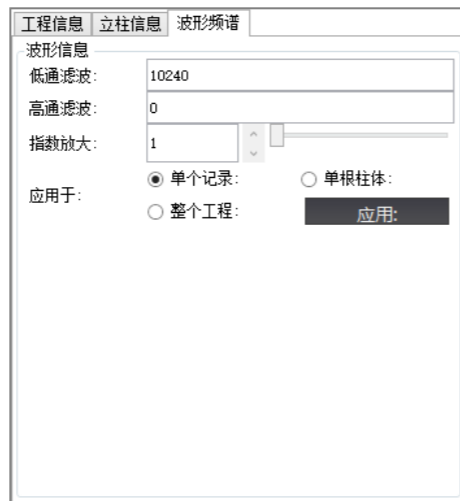 工程信息 立柱信息 波形频谱
波形信息
低通滤波: 10240
高通滤波: 0
指数放大: 1
应用于: 单个记录: 单根柱体:
整个工程: 应用: